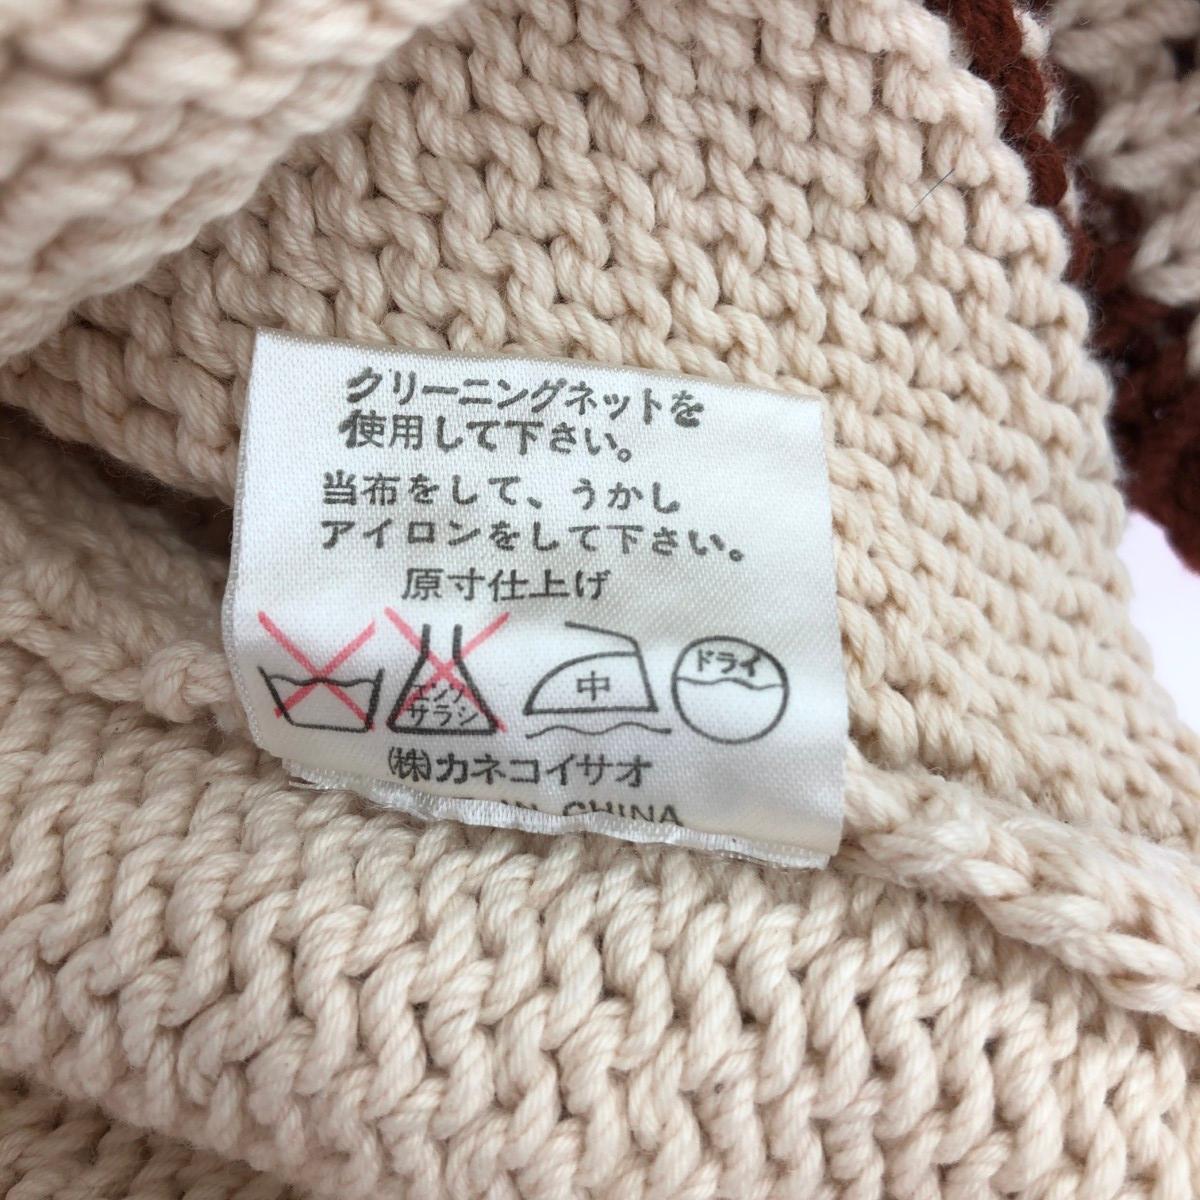 クリーニングネットを
使用して下さい。
当布をして、うかし
アイロンをして下さい。
原寸仕上げ
エンソ
サラシ
中
ドライ
(株)カネコイサオ
CHINA